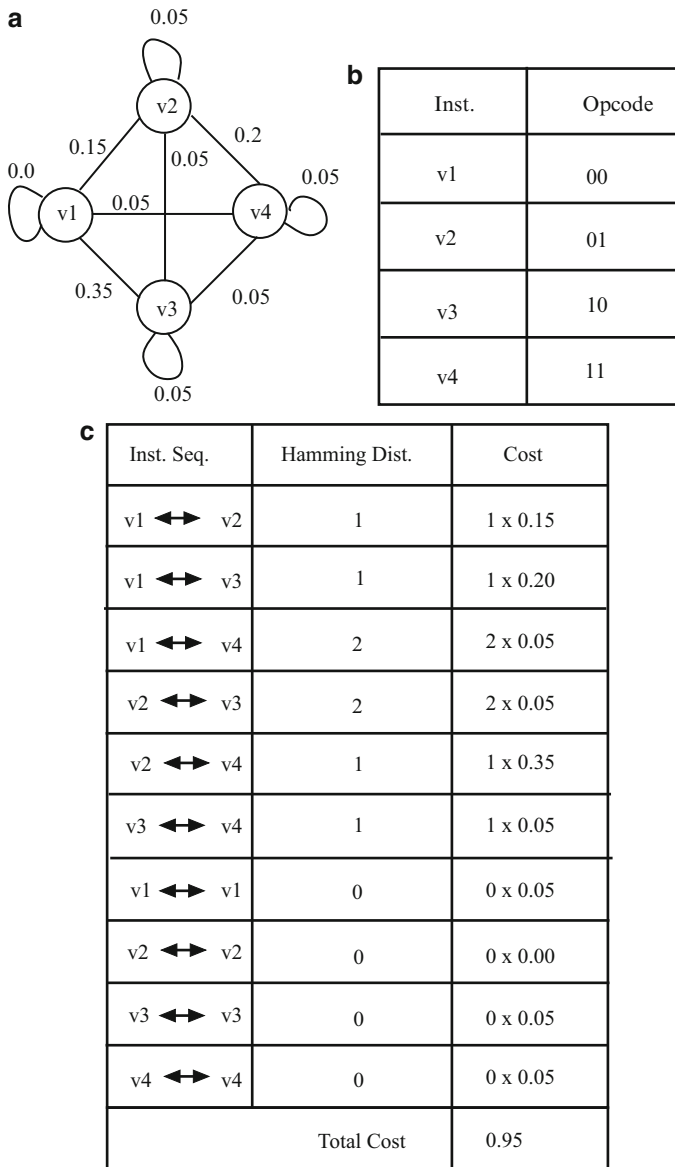 a
0.05
v2
0.15
0.05
0.2
0.0
0.05
v1
0.05
v4
0.35
v3
0.05
0.05
b
Inst. Opcode
v1 00
v2 01
v3 10
v4 11
c
Inst. Seq. Hamming Dist. Cost
v1 ↔ v2 1 1 x 0.15
v1 ↔ v3 1 1 x 0.20
v1 ↔ v4 2 2 x 0.05
v2 ↔ v3 2 2 x 0.05
v2 ↔ v4 1 1 x 0.35
v3 ↔ v4 1 1 x 0.05
v1 ↔ v1 0 0 x 0.05
v2 ↔ v2 0 0 x 0.00
v3 ↔ v3 0 0 x 0.05
v4 ↔ v4 0 0 x 0.05
Total Cost 0.95